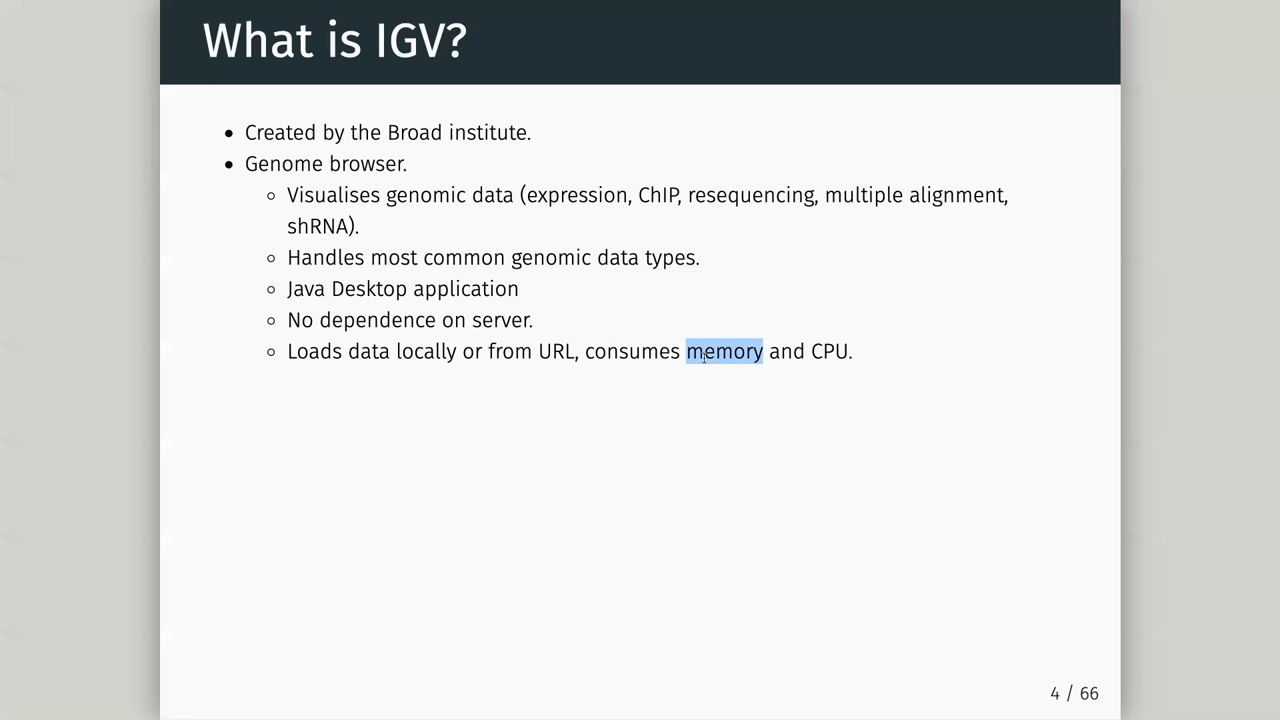 What is IGV?
Created by the Broad institute.
Genome browser.
Visualises genomic data (expression, ChIP, resequencing, multiple alignment,
shRNA).
Handles most common genomic data types.
Java Desktop application
No dependence on server.
Loads data locally or from URL, consumes memory and CPU.
4 / 66